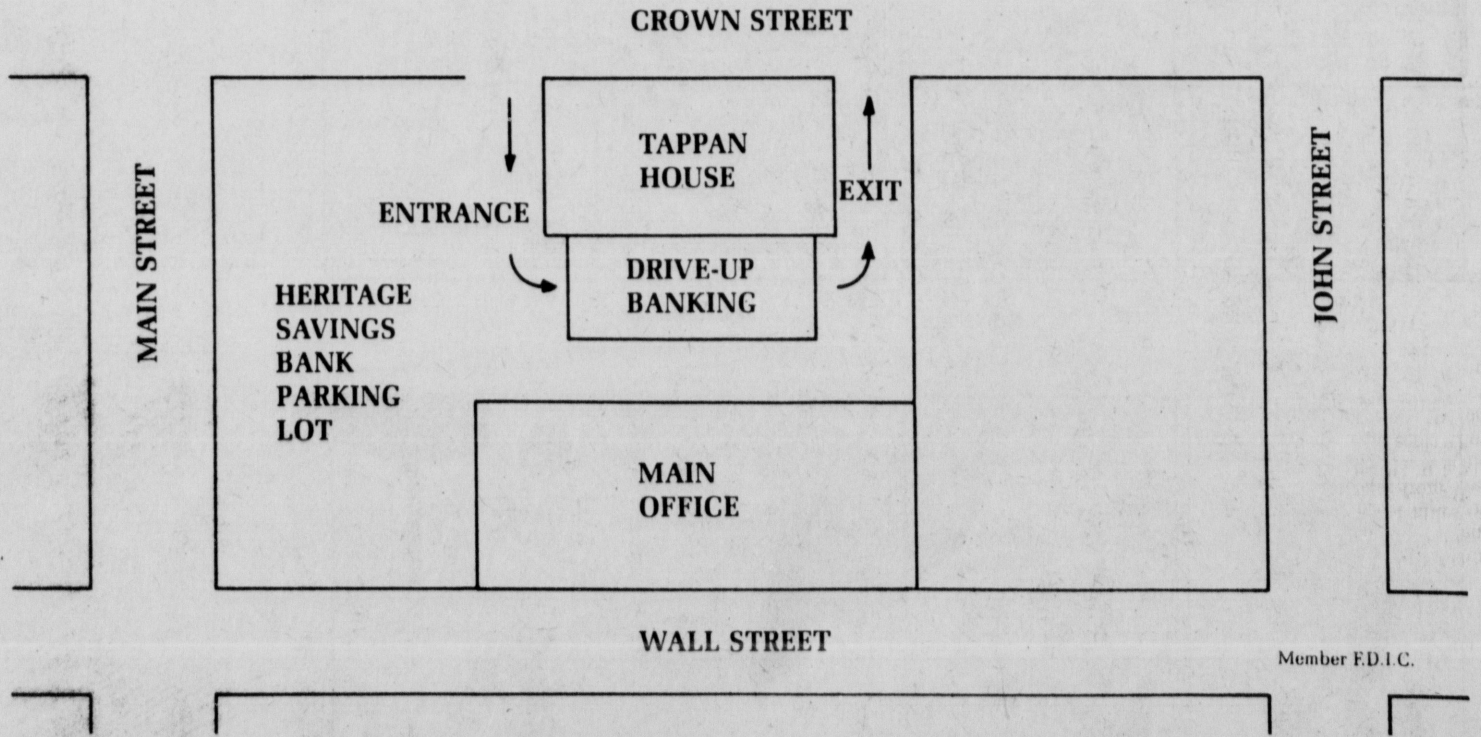 CROWN STREET
TAPPAN
HOUSE
EXIT
ENTRANCE
MAIN STREET
JOHN STREET
DRIVE-UP
BANKING
HERITAGE
SAVINGS
BANK
PARKING
LOT
MAIN
OFFICE
WALL STREET
Member F.D.I.C.